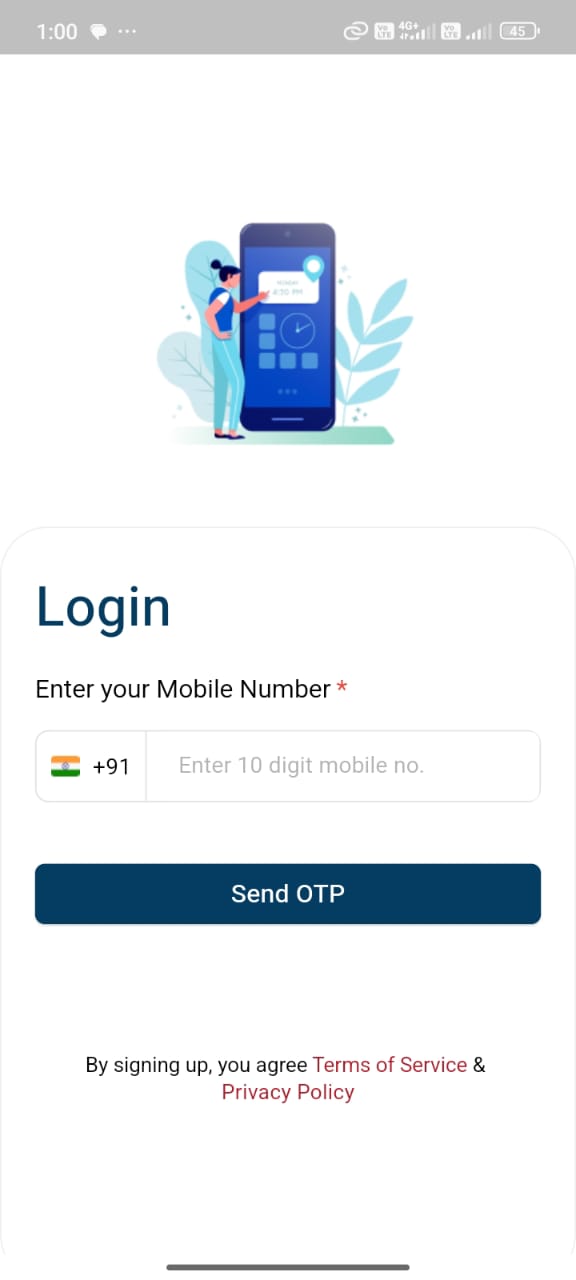 1:00 ··· VO LTE 4G+ VO LTE 45
MONDAY
4:30 PM
Login
Enter your Mobile Number *
+91 Enter 10 digit mobile no.
Send OTP
By signing up, you agree Terms of Service &
Privacy Policy